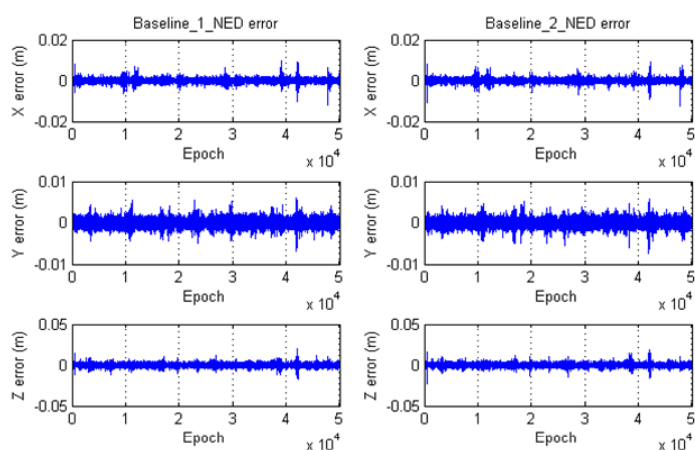 Baseline_1_NED error
0.02
0
-0.02
X error (m)
0 1 2 3 4 5
Epoch
x 10^4
Baseline_2_NED error
0.02
0
-0.02
X error (m)
0 1 2 3 4 5
Epoch
x 10^4
0.01
0
-0.01
Y error (m)
0 1 2 3 4 5
Epoch
x 10^4
0.01
0
-0.01
Y error (m)
0 1 2 3 4 5
Epoch
x 10^4
0.05
0
-0.05
Z error (m)
0 1 2 3 4 5
Epoch
x 10^4
0.05
0
-0.05
Z error (m)
0 1 2 3 4 5
Epoch
x 10^4